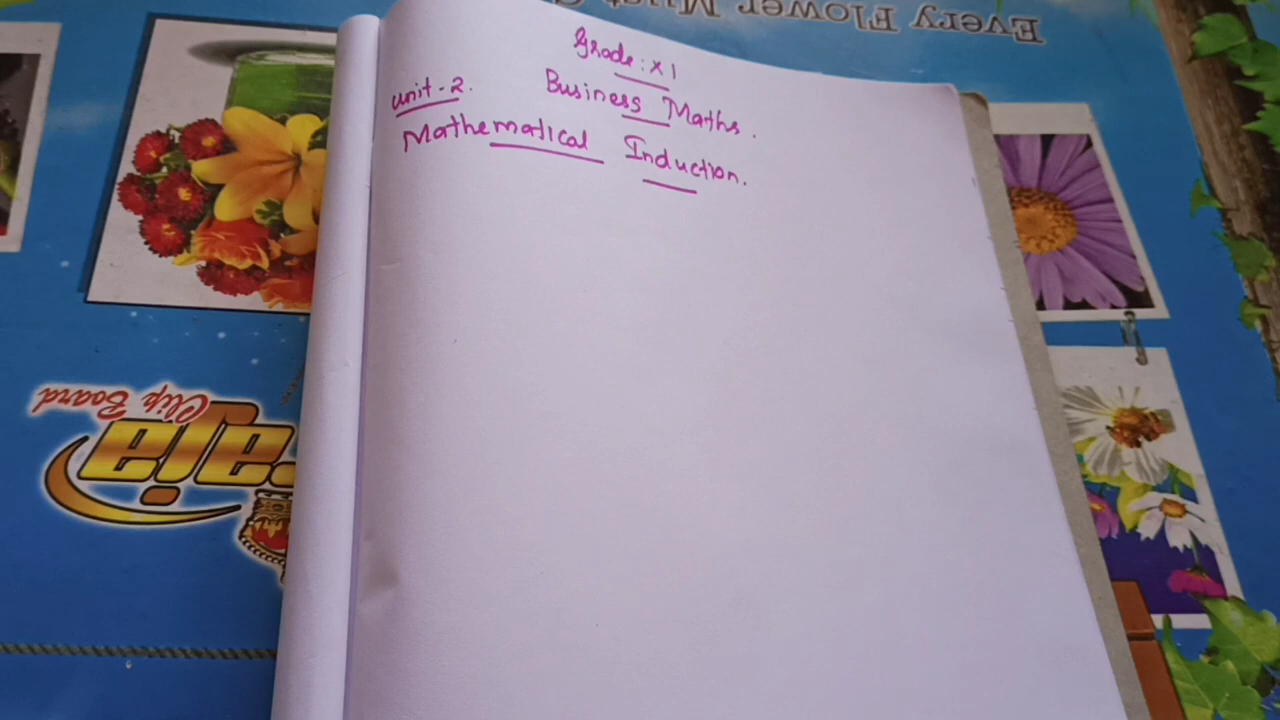 Every Flower Must G
Grade: XI
Unit-2.
Business Maths.
Mathematical Induction.
Clip Board